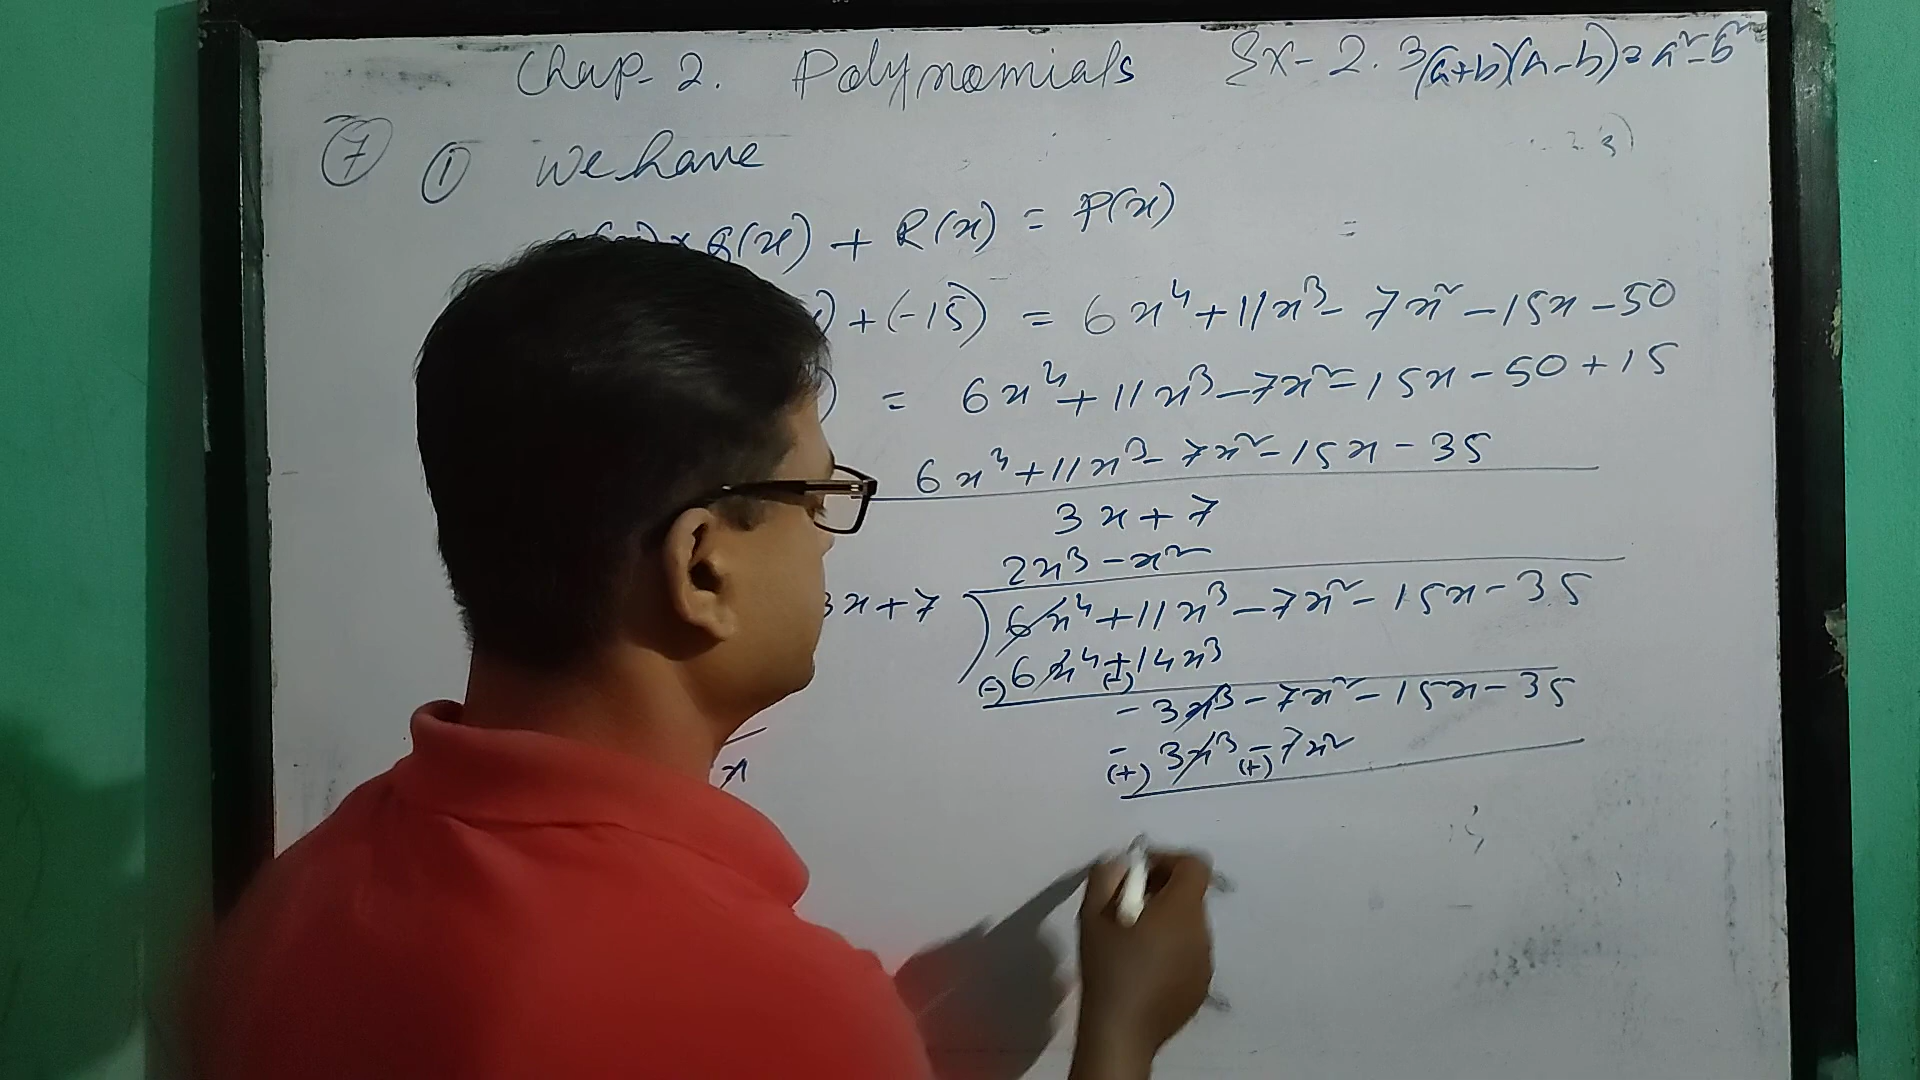 Chap- 2. Polynomials Ex- 2.3 (a+b)(a-b)=a²-b²
⑦ ① We have
(x) + R(x) = P(x)
) + (-15) = 6x⁴+11x³-7x²-15x-50
) = 6x⁴+11x³-7x²-15x-50+15
6x⁴+11x³-7x²-15x-35
3x+7
2x³-x²
3x+7 ) 6x⁴+11x³-7x²-15x-35
(-) 6x⁴+14x³
(-)
-3x³-7x²-15x-35
-3x³-7x²
(+) (+)
x